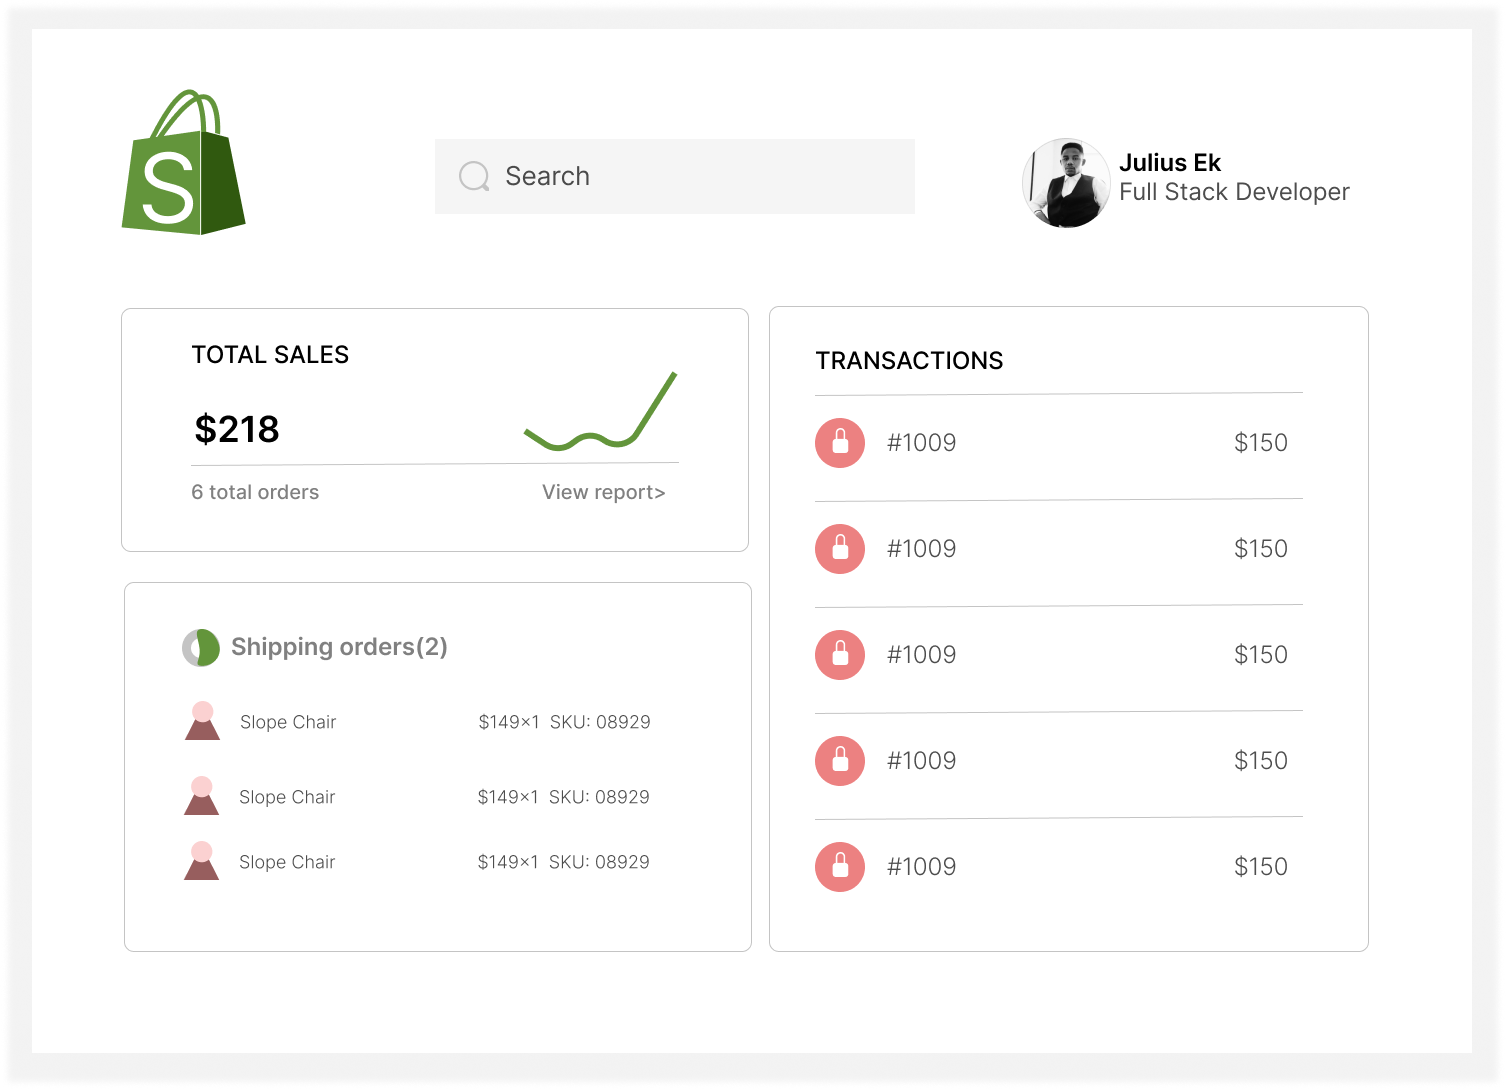 S
Search
Julius Ek
Full Stack Developer
TOTAL SALES
$218
6 total orders
View report>
Shipping orders(2)
Slope Chair $149×1 SKU: 08929
Slope Chair $149×1 SKU: 08929
Slope Chair $149×1 SKU: 08929
TRANSACTIONS
#1009 $150
#1009 $150
#1009 $150
#1009 $150
#1009 $150